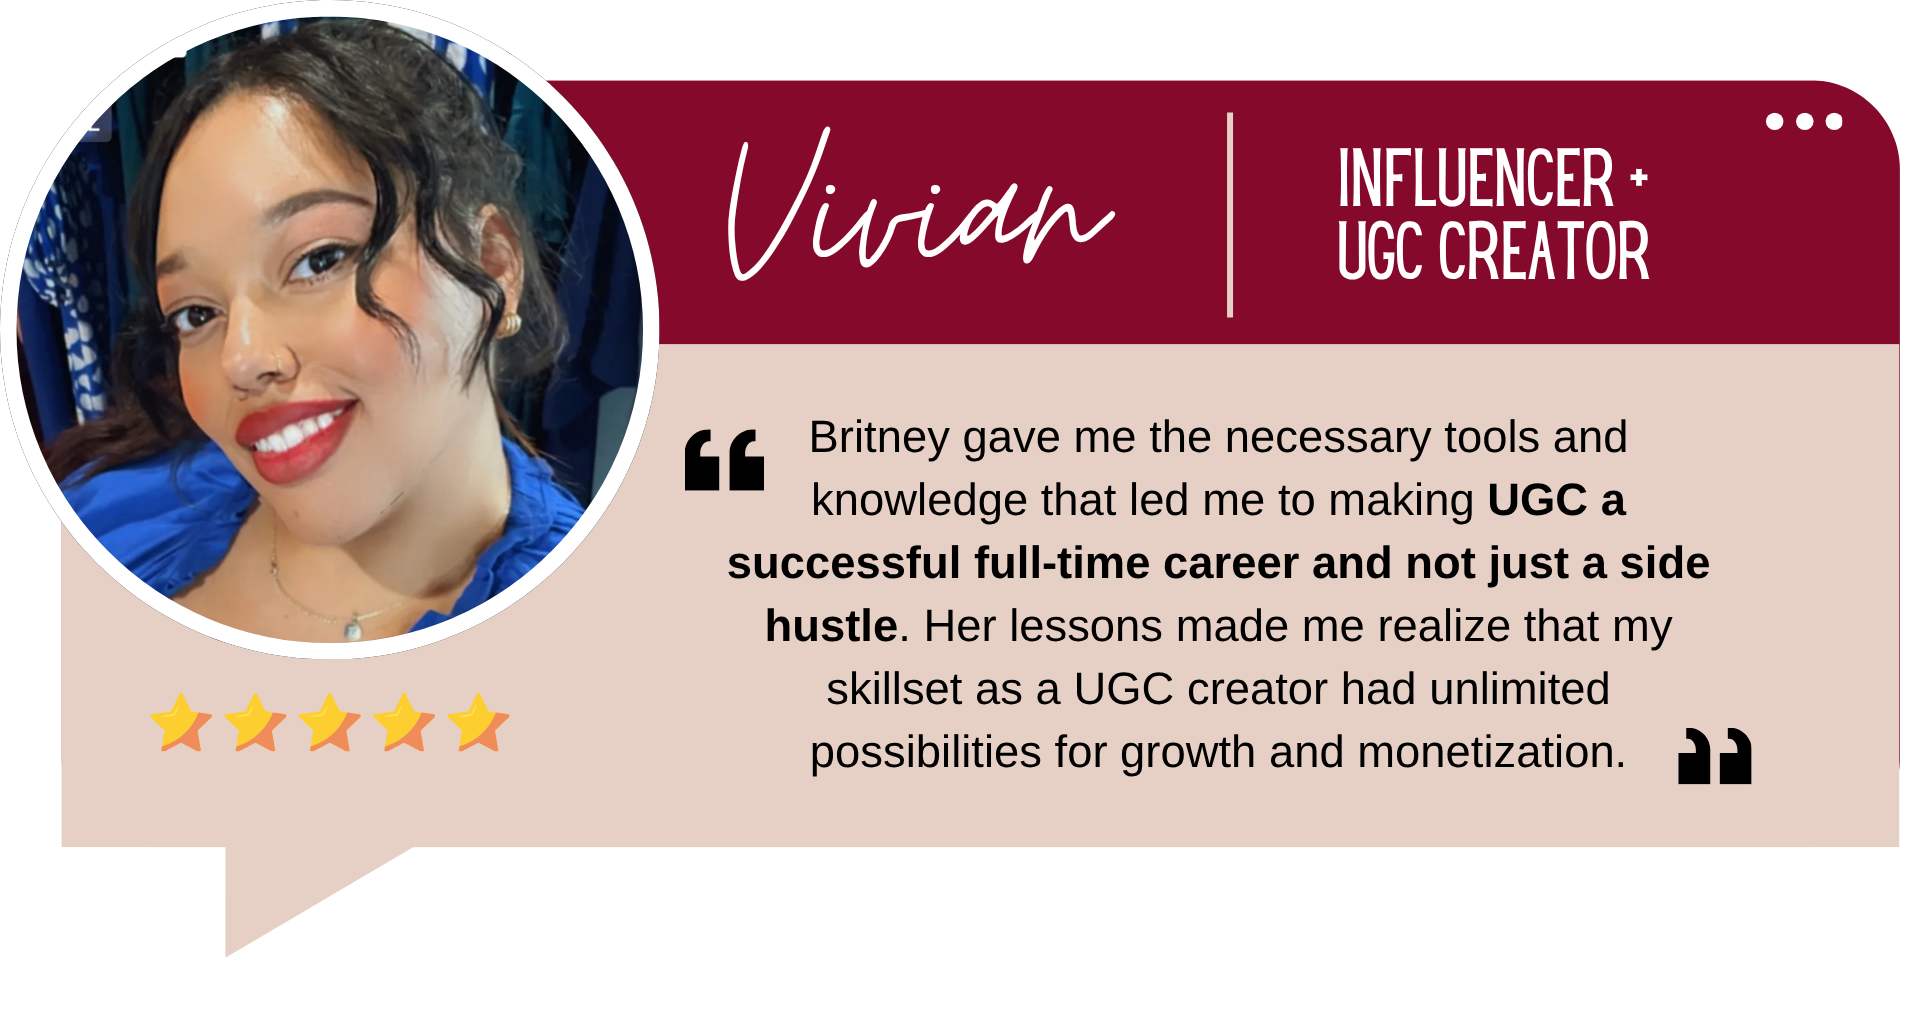 Vivian
INFLUENCER +
UGC CREATOR
Britney gave me the necessary tools and
knowledge that led me to making UGC a
successful full-time career and not just a side
hustle. Her lessons made me realize that my
skillset as a UGC creator had unlimited
possibilities for growth and monetization.